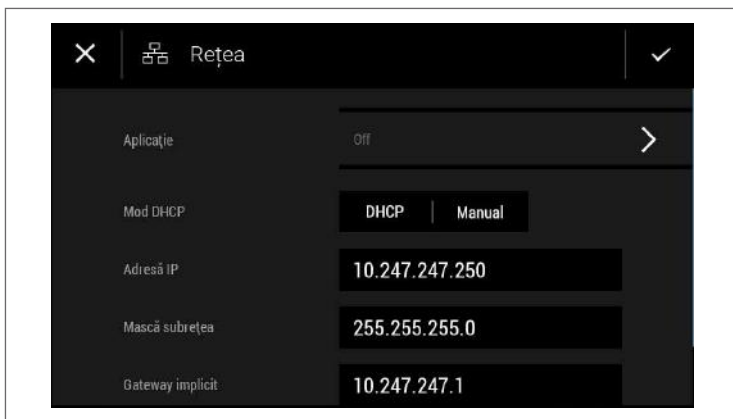 Rețea
Aplicație Off
Mod DHCP DHCP Manual
Adresă IP 10.247.247.250
Mască subrețea 255.255.255.0
Gateway implicit 10.247.247.1